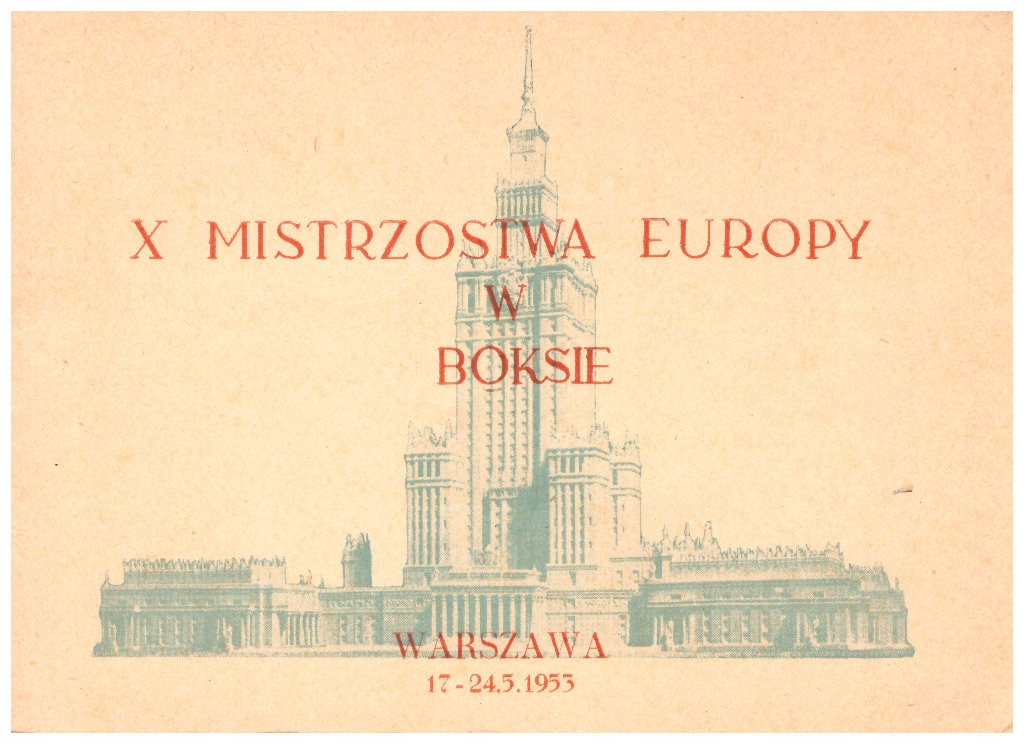 X MISTRZOSTWA EUROPY
W
BOKSIE
WARSZAWA
17-24.5.1953